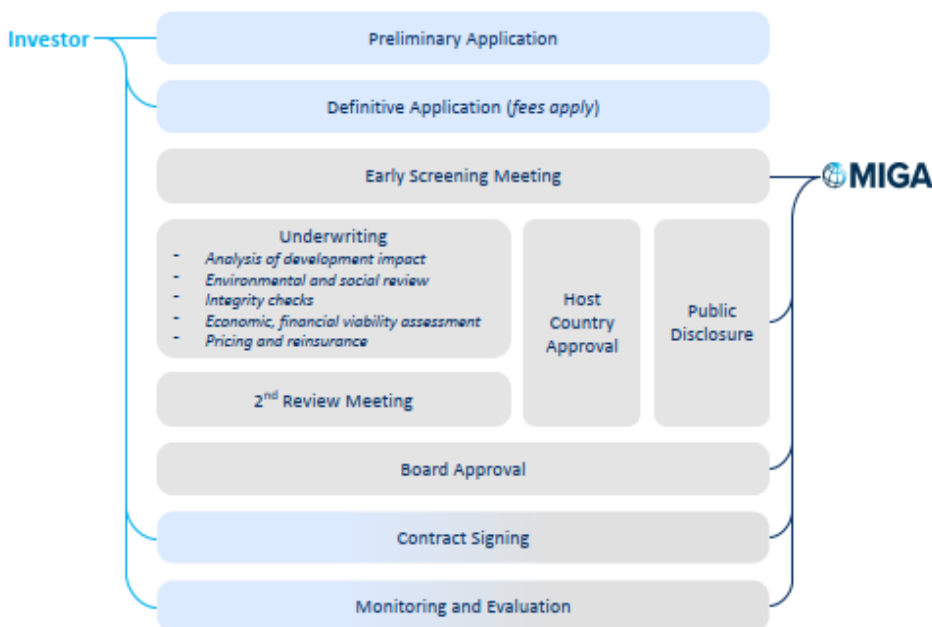 Investor
Preliminary Application
Definitive Application (fees apply)
Early Screening Meeting
MIGA
Underwriting
- Analysis of development impact
- Environmental and social review
- Integrity checks
- Economic, financial viability assessment
- Pricing and reinsurance
2nd Review Meeting
Host
Country
Approval
Public
Disclosure
Board Approval
Contract Signing
Monitoring and Evaluation